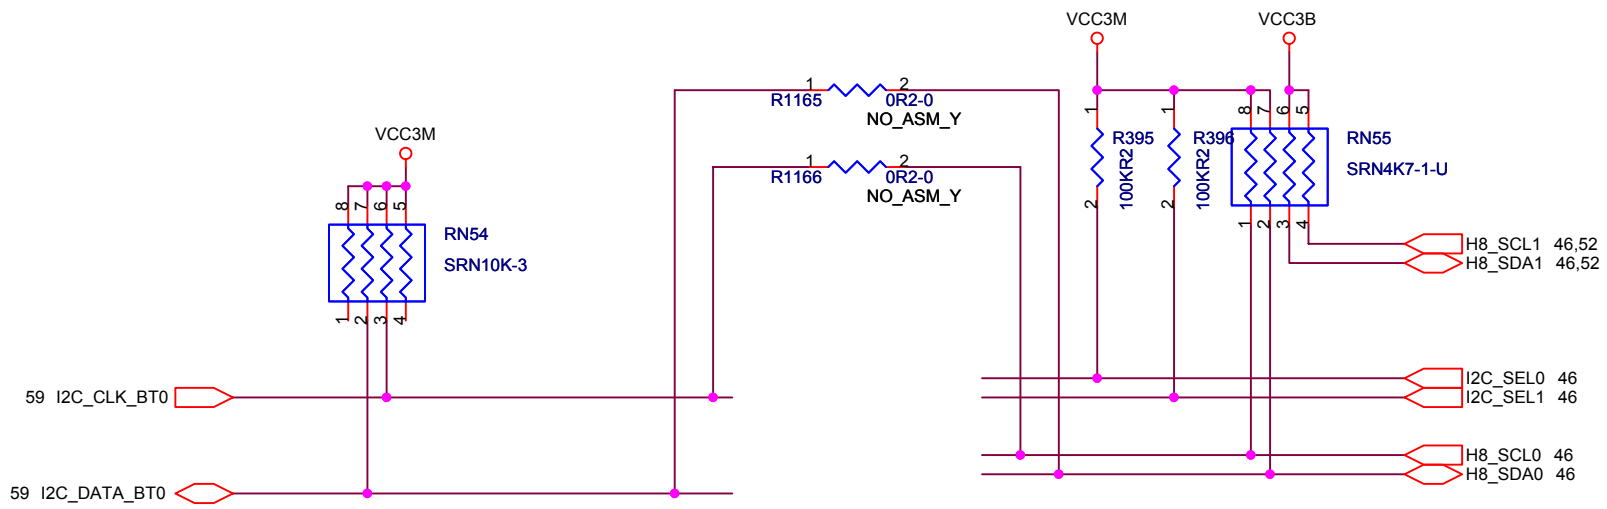 VCC3M
VCC3B
1
2
R1165
0R2-0
NO_ASM_Y
1
1
8
7
6
5
R395
R396
RN55
VCC3M
1
2
R1166
0R2-0
NO_ASM_Y
100KR2
100KR2
SRN4K7-1-U
8
7
6
5
2
2
1
2
3
4
RN54
SRN10K-3
H8_SCL1 46,52
H8_SDA1 46,52
1
2
3
4
I2C_SEL0 46
59 I2C_CLK_BT0
I2C_SEL1 46
H8_SCL0 46
H8_SDA0 46
59 I2C_DATA_BT0